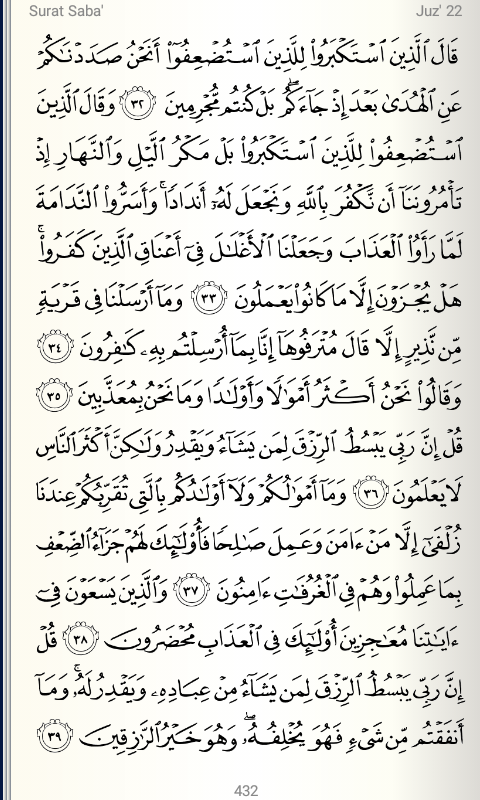 Surat Saba' Juz' 22
قَالَ ٱلَّذِينَ ٱسۡتَكۡبَرُواْ لِلَّذِينَ ٱسۡتُضۡعِفُوٓاْ أَنَحۡنُ صَدَدۡنَٰكُمۡ
عَنِ ٱلۡهُدَىٰ بَعۡدَ إِذۡ جَآءَكُمۖ بَلۡ كُنتُم مُّجۡرِمِينَ ٣٢ وَقَالَ ٱلَّذِينَ
ٱسۡتُضۡعِفُواْ لِلَّذِينَ ٱسۡتَكۡبَرُواْ بَلۡ مَكۡرُ ٱلَّيۡلِ وَٱلنَّهَارِ إِذۡ
تَأۡمُرُونَنَآ أَن نَّكۡفُرَ بِٱللَّهِ وَنَجۡعَلَ لَهُۥٓ أَندَادٗاۚ وَأَسَرُّواْ ٱلنَّدَامَةَ
لَمَّا رَأَوُاْ ٱلۡعَذَابَ وَجَعَلۡنَا ٱلۡأَغۡلَٰلَ فِيٓ أَعۡنَاقِ ٱلَّذِينَ كَفَرُواْۚ
هَلۡ يُجۡزَوۡنَ إِلَّا مَا كَانُواْ يَعۡمَلُونَ ٣٣ وَمَآ أَرۡسَلۡنَا فِي قَرۡيَةٖ
مِّن نَّذِيرٍ إِلَّا قَالَ مُتۡرَفُوهَآ إِنَّا بِمَآ أُرۡسِلۡتُم بِهِۦ كَٰفِرُونَ ٣٤
وَقَالُواْ نَحۡنُ أَكۡثَرُ أَمۡوَٰلٗا وَأَوۡلَٰدٗا وَمَا نَحۡنُ بِمُعَذَّبِينَ ٣٥
قُلۡ إِنَّ رَبِّي يَبۡسُطُ ٱلرِّزۡقَ لِمَن يَشَآءُ وَيَقۡدِرُ وَلَٰكِنَّ أَكۡثَرَ ٱلنَّاسِ
لَا يَعۡلَمُونَ ٣٦ وَمَآ أَمۡوَٰلُكُمۡ وَلَآ أَوۡلَٰدُكُم بِٱلَّتِي تُقَرِّبُكُمۡ عِندَنَا
زُلۡفَىٰٓ إِلَّا مَنۡ ءَامَنَ وَعَمِلَ صَٰلِحٗا فَأُوْلَٰٓئِكَ لَهُمۡ جَزَآءُ ٱلضِّعۡفِ
بِمَا عَمِلُواْ وَهُمۡ فِي ٱلۡغُرُفَٰتِ ءَامِنُونَ ٣٧ وَٱلَّذِينَ يَسۡعَوۡنَ فِيٓ
ءَايَٰتِنَا مُعَٰجِزِينَ أُوْلَٰٓئِكَ فِي ٱلۡعَذَابِ مُحۡضَرُونَ ٣٨ قُلۡ
إِنَّ رَبِّي يَبۡسُطُ ٱلرِّزۡقَ لِمَن يَشَآءُ مِنۡ عِبَادِهِۦ وَيَقۡدِرُ لَهُۥۚ وَمَآ
أَنفَقۡتُم مِّن شَيۡءٖ فَهُوَ يُخۡلِفُهُۥۖ وَهُوَ خَيۡرُ ٱلرَّٰزِقِينَ ٣٩
432